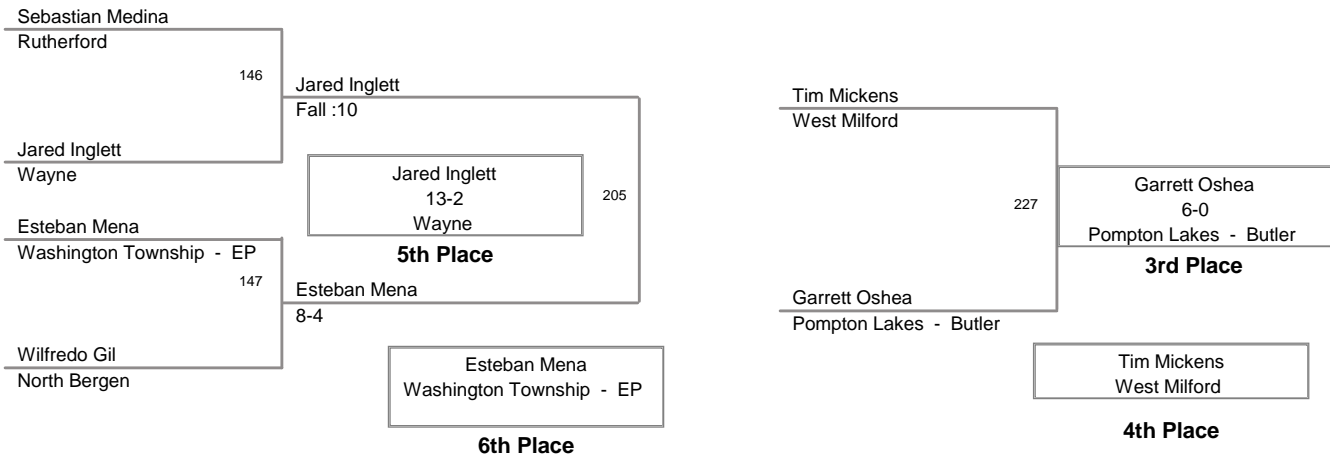 Sebastian Medina
Rutherford
146
Jared Inglett
Fall :10
Jared Inglett
Wayne
Jared Inglett
13-2
Wayne
5th Place
205
Esteban Mena
Washington Township - EP
147
Esteban Mena
8-4
Wilfredo Gil
North Bergen
Esteban Mena
Washington Township - EP
6th Place
Tim Mickens
West Milford
227
Garrett Oshea
6-0
Pompton Lakes - Butler
3rd Place
Garrett Oshea
Pompton Lakes - Butler
Tim Mickens
West Milford
4th Place